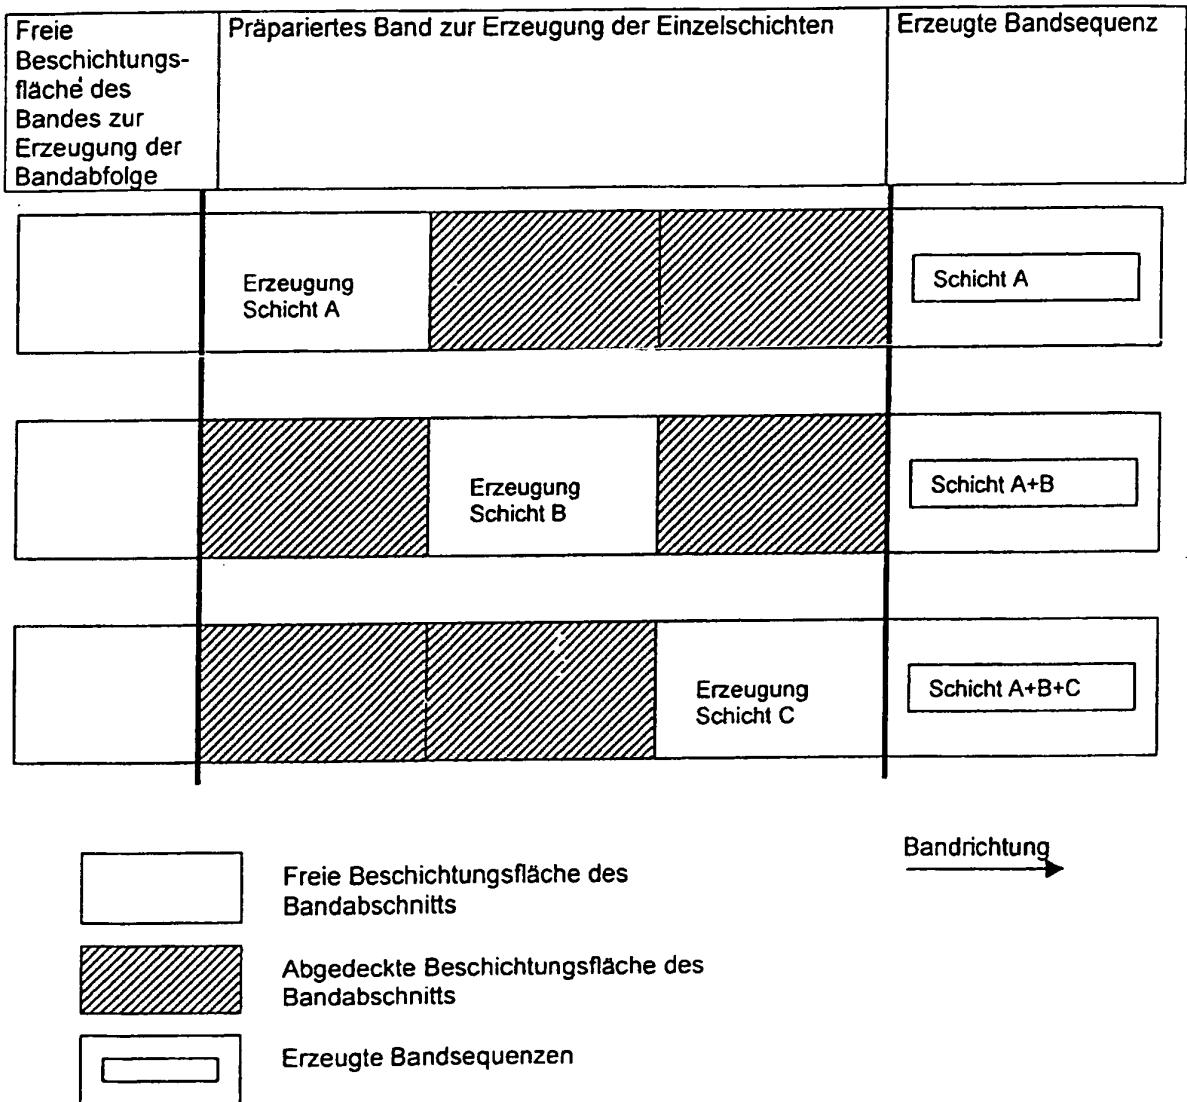 Freie
Beschichtungs-
fläche des
Bandes zur
Erzeugung der
Bandabfolge
Präpariertes Band zur Erzeugung der Einzelschichten
Erzeugte Bandsequenz
Erzeugung
Schicht A
Schicht A
Erzeugung
Schicht B
Schicht A+B
Erzeugung
Schicht C
Schicht A+B+C
Bandrichtung
Freie Beschichtungsfläche des
Bandabschnitts
Abgedeckte Beschichtungsfläche des
Bandabschnitts
Erzeugte Bandsequenzen